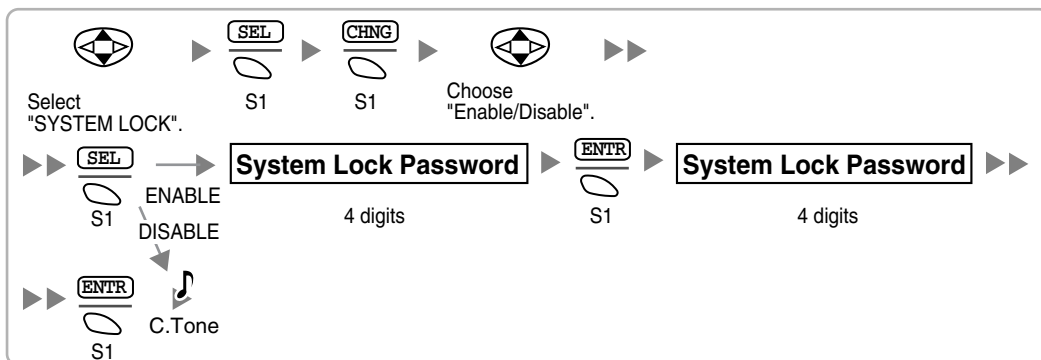 SEL CHNG
S1 S1
Select
"SYSTEM LOCK".
Choose
"Enable/Disable".
SEL System Lock Password ENTR System Lock Password
ENABLE
S1 4 digits S1 4 digits
DISABLE
ENTR
C.Tone
S1